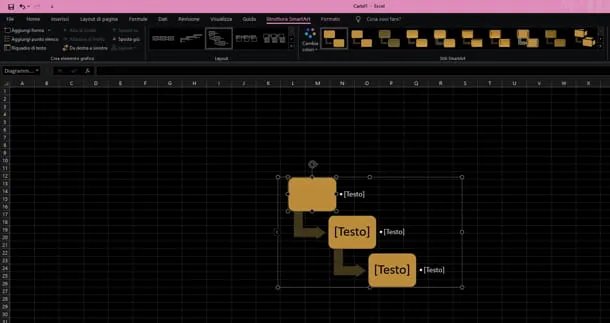 Cartel1 - Excel
File Home Inserisci Layout di pagina Formule Dati Revisione Visualizza Guida Struttura SmartArt Formato Cosa vuoi fare?
Aggiungi forma Alza di livello Sposta su
Aggiungi punto elenco Abbassa di livello Sposta giù
Riquadro di testo Da destra a sinistra Layout
Cambia
colori
Crea elemento grafico Layout Stili SmartArt
Diagramm... fx
A B C D E F G H I J K L M N O P Q R S T U V W X
1
2
3
4
5
6
7
8
9
10
11
12
13
14
[Testo]
15
16
17
18
19
[Testo] [Testo]
20
21
22
23
24
[Testo] [Testo]
25
26
27
28
29
30
31